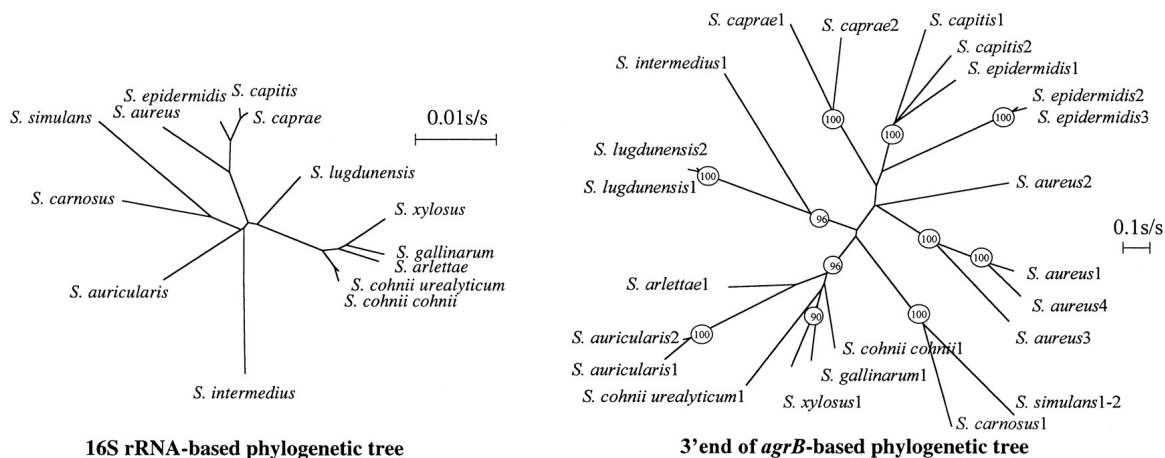 S. epidermidis
S. capitis
S. aureus
S. caprae
S. simulans
0.01s/s
S. lugdunensis
S. carnosus
S. xylosus
S. gallinarum
S. arlettae
S. cohnii urealyticum
S. cohnii cohnii
S. auricularis
S. intermedius
16S rRNA-based phylogenetic tree
S. caprae1
S. caprae2
S. capitis1
S. capitis2
S. intermedius1
S. epidermidis1
S. epidermidis2
S. epidermidis3
100
100
100
S. lugdunensis2
100
S. lugdunensis1
S. aureus2
96
0.1s/s
100
100
96
S. aureus1
S. arlettae1
S. aureus4
90
100
S. auricularis2
100
S. aureus3
S. cohnii cohnii1
S. auricularis1
S. gallinarum1
S. cohnii urealyticum1
S. xylosus1
S. simulans1-2
S. carnosus1
3'end of agrB-based phylogenetic tree